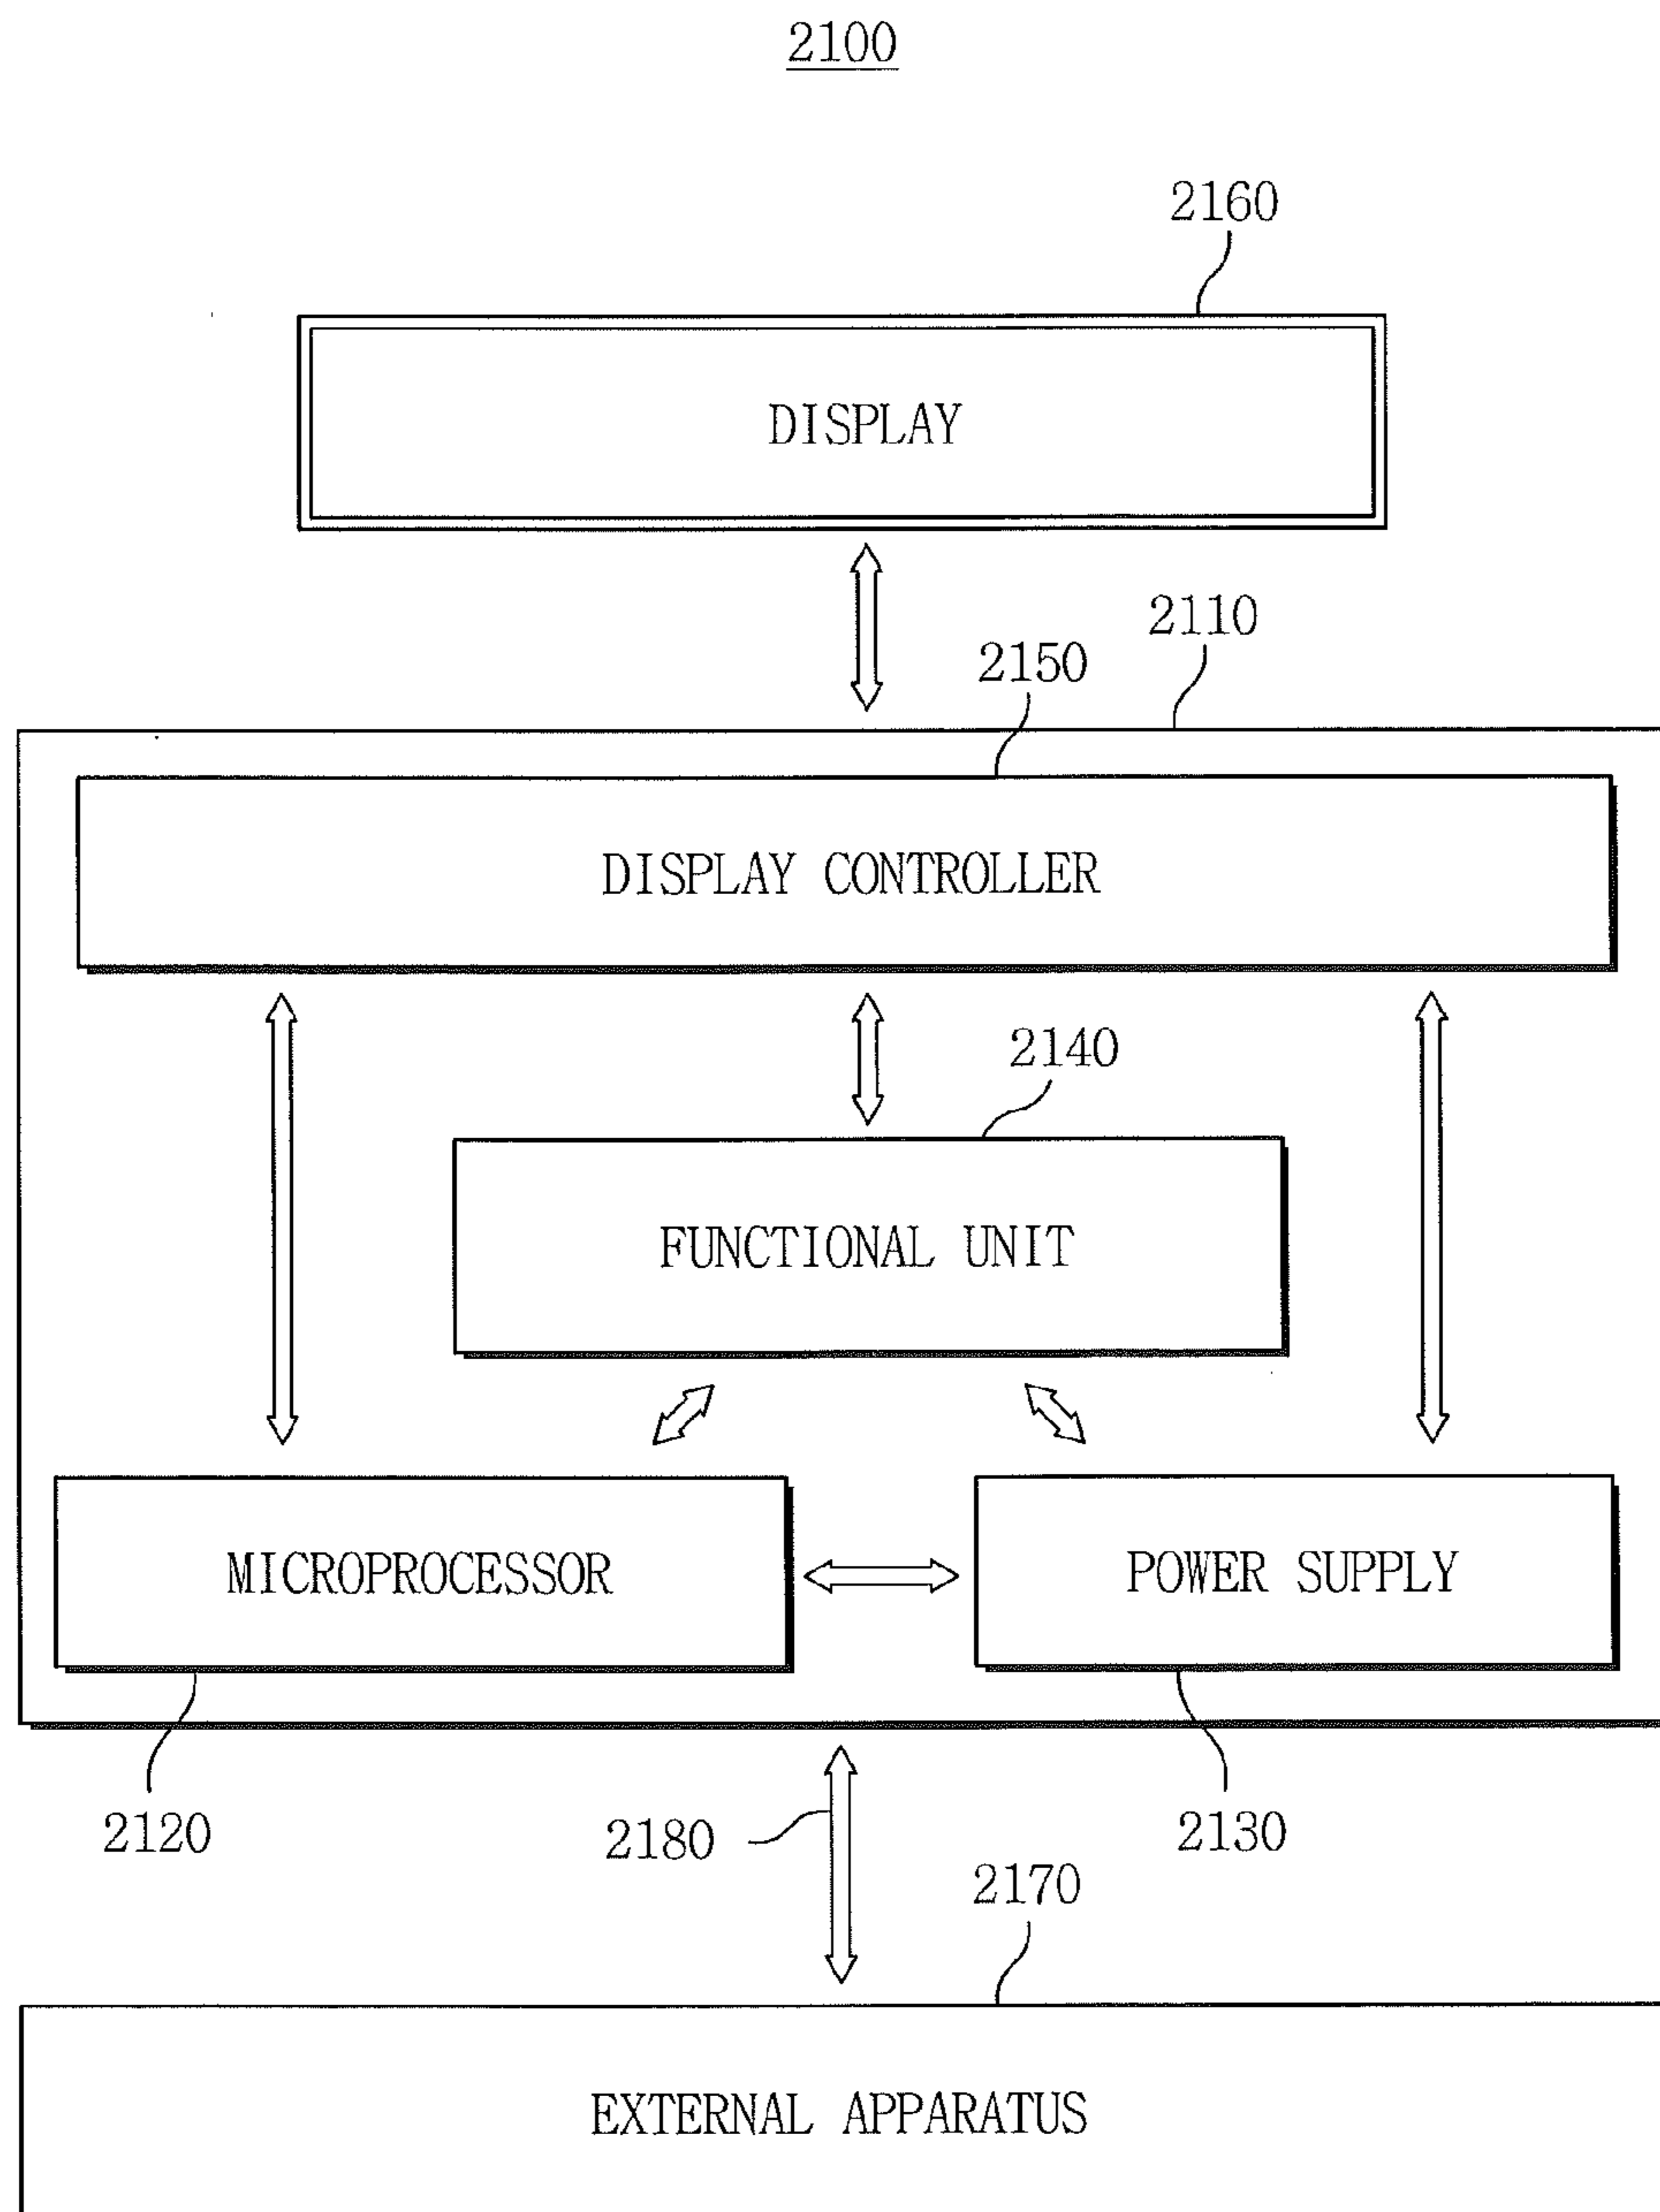 2100
2160
DISPLAY
2110
2150
DISPLAY CONTROLLER
2140
FUNCTIONAL UNIT
MICROPROCESSOR
POWER SUPPLY
2120
2180
2130
2170
EXTERNAL APPARATUS